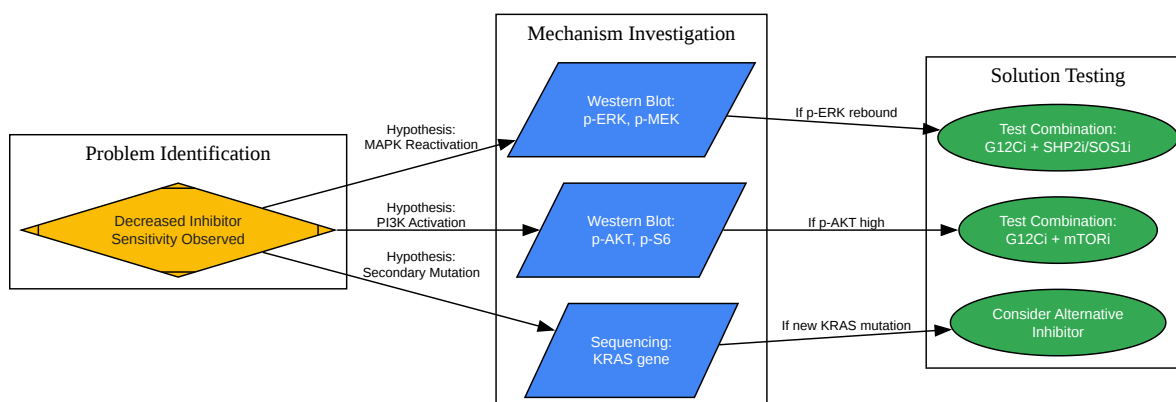 Problem Identification
Decreased Inhibitor
Sensitivity Observed
Hypothesis:
MAPK Reactivation
Hypothesis:
PI3K Activation
Hypothesis:
Secondary Mutation
Mechanism Investigation
Western Blot:
p-ERK, p-MEK
Western Blot:
p-AKT, p-S6
Sequencing:
KRAS gene
If p-ERK rebound
If p-AKT high
If new KRAS mutation
Solution Testing
Test Combination:
G12Ci + SHP2i/SOS1i
Test Combination:
G12Ci + mTORi
Consider Alternative
Inhibitor